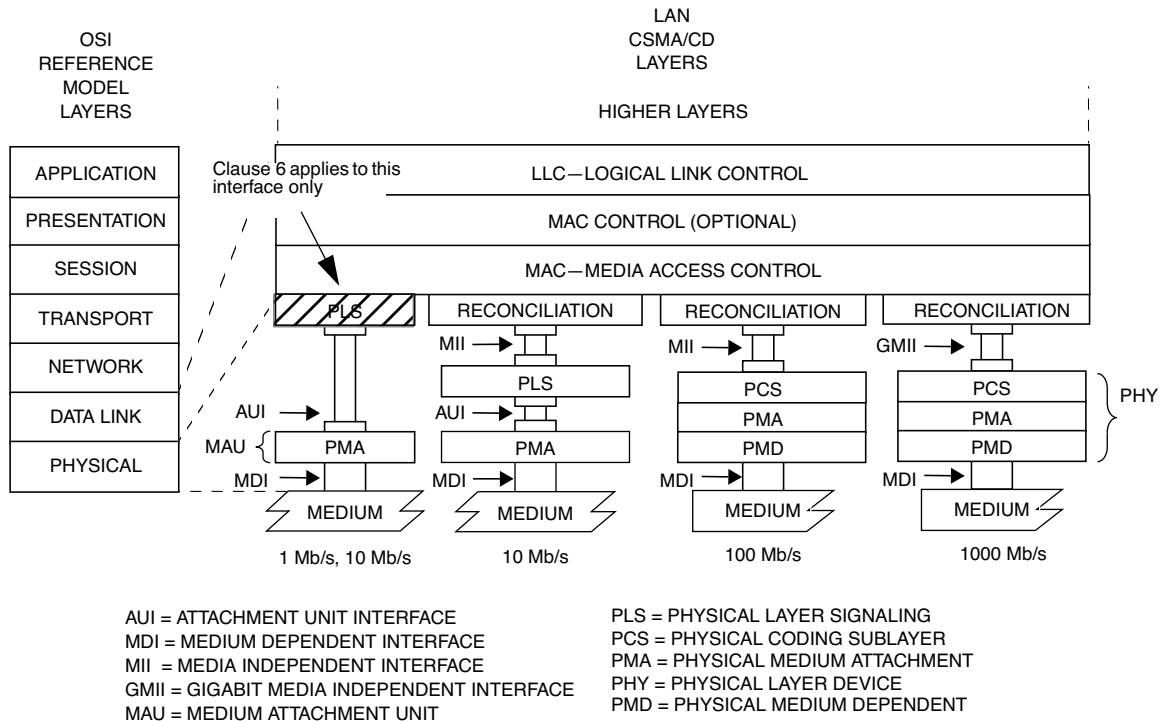 OSI
REFERENCE
MODEL
LAYERS
LAN
CSMA/CD
LAYERS
HIGHER LAYERS
APPLICATION
PRESENTATION
SESSION
TRANSPORT
NETWORK
DATA LINK
PHYSICAL
Clause 6 applies to this
interface only
LLC—LOGICAL LINK CONTROL
MAC CONTROL (OPTIONAL)
MAC—MEDIA ACCESS CONTROL
PLS
AUI
MAU
PMA
MDI
MEDIUM
1 Mb/s, 10 Mb/s
RECONCILIATION
MII
PLS
AUI
PMA
MDI
MEDIUM
10 Mb/s
RECONCILIATION
MII
PCS
PMA
PMD
MDI
MEDIUM
100 Mb/s
RECONCILIATION
GMII
PCS
PMA
PMD
PHY
MDI
MEDIUM
1000 Mb/s
AUI = ATTACHMENT UNIT INTERFACE
MDI = MEDIUM DEPENDENT INTERFACE
MII = MEDIA INDEPENDENT INTERFACE
GMII = GIGABIT MEDIA INDEPENDENT INTERFACE
MAU = MEDIUM ATTACHMENT UNIT
PLS = PHYSICAL LAYER SIGNALING
PCS = PHYSICAL CODING SUBLAYER
PMA = PHYSICAL MEDIUM ATTACHMENT
PHY = PHYSICAL LAYER DEVICE
PMD = PHYSICAL MEDIUM DEPENDENT